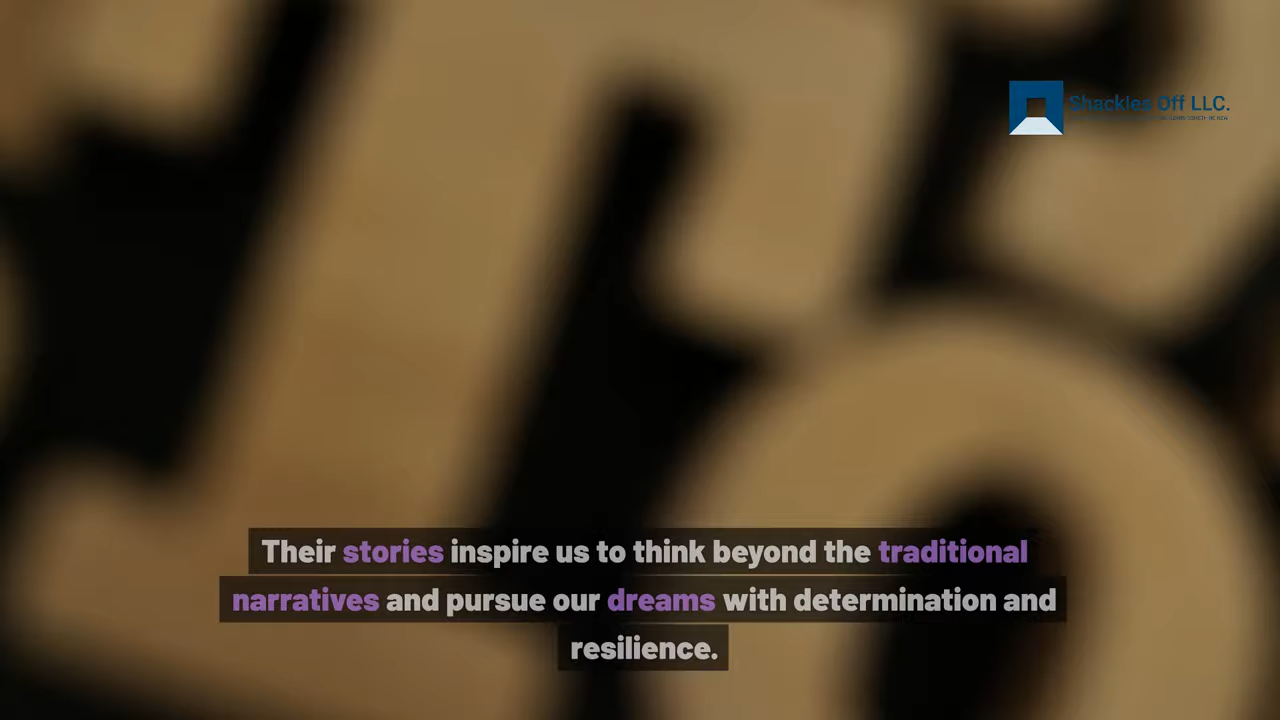 Shackles Off LLC.
Their stories inspire us to think beyond the traditional
narratives and pursue our dreams with determination and
resilience.